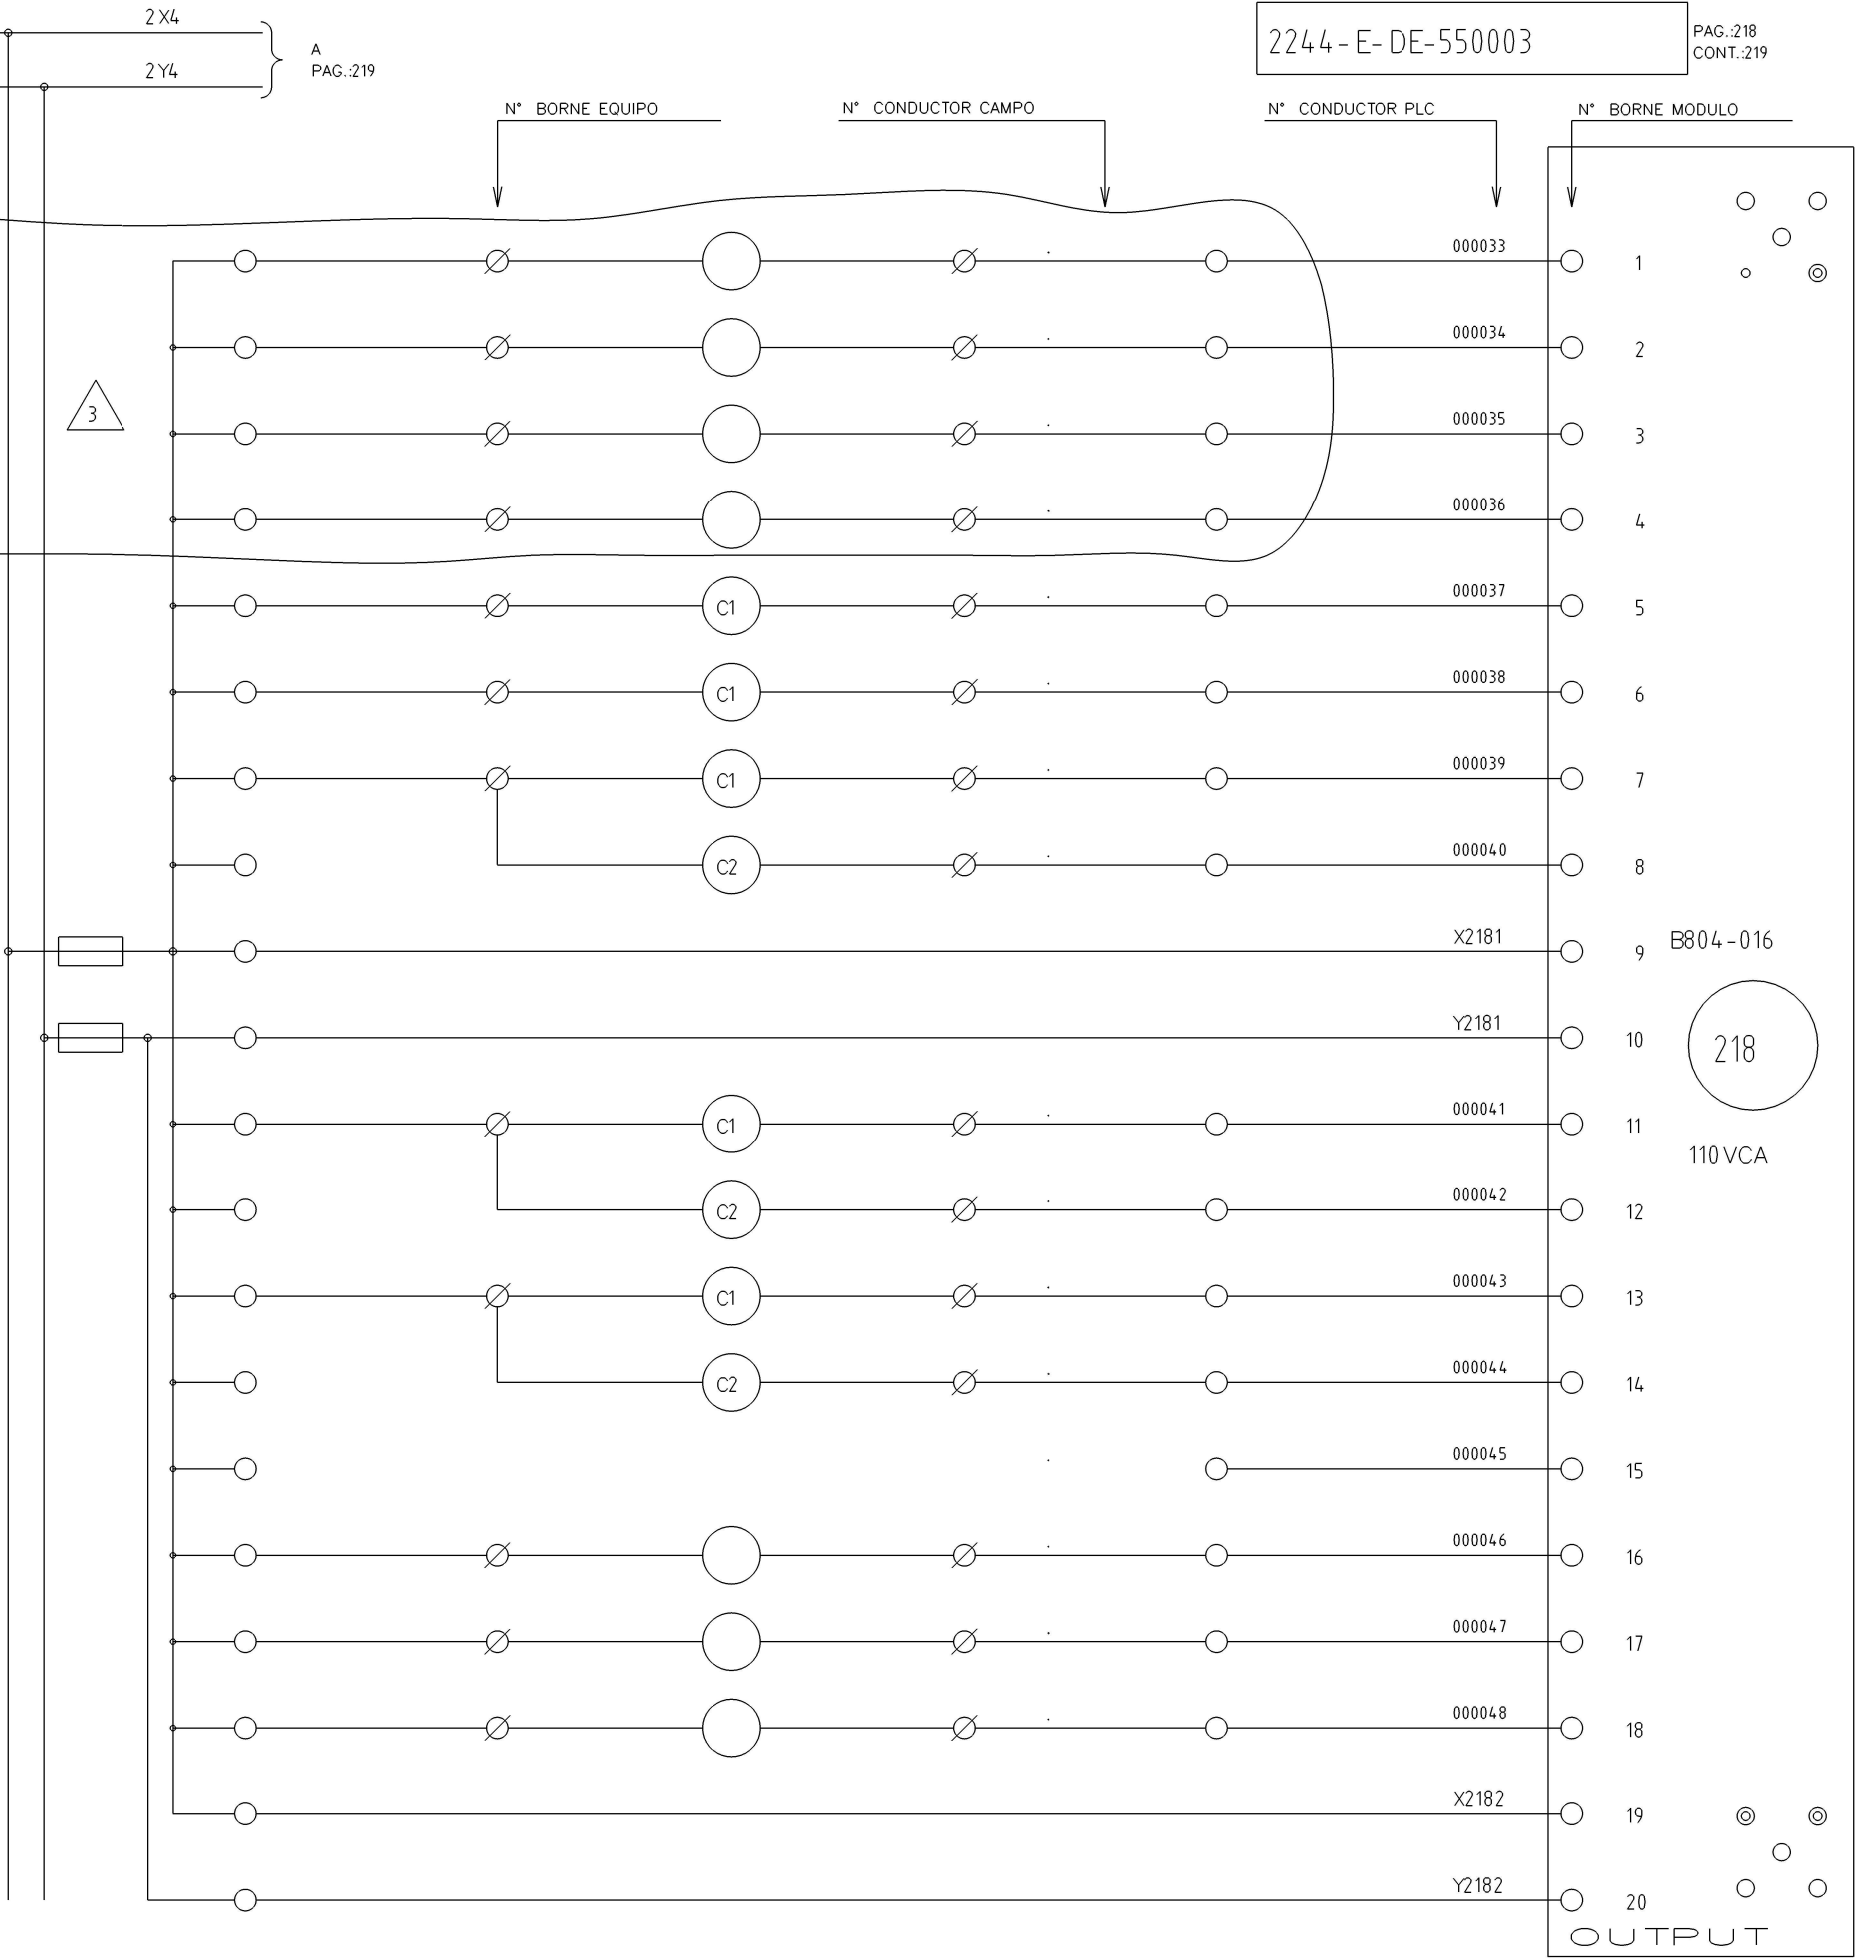 2X4
2Y4
A
PAG.:219
2244-E-DE-550003
PAG.:218
CONT.:219
N° BORNE EQUIPO
N° CONDUCTOR CAMPO
N° CONDUCTOR PLC
N° BORNE MODULO
000033 1
000034 2
3
000035 3
000036 4
C1 000037 5
C1 000038 6
C1 000039 7
C2 000040 8
X2181 9
B804-016
Y2181 10
218
C1 000041 11
110VCA
C2 000042 12
C1 000043 13
C2 000044 14
000045 15
000046 16
000047 17
000048 18
X2182 19
Y2182 20
OUTPUT